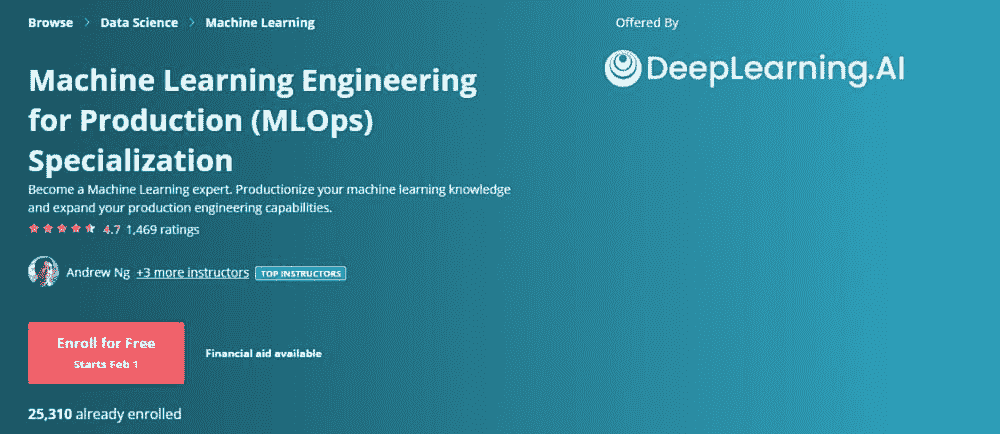 Browse > Data Science > Machine Learning
Offered By
DeepLearning.AI
Machine Learning Engineering
for Production (MLOps)
Specialization
Become a Machine Learning expert. Productionize your machine learning knowledge
and expand your production engineering capabilities.
4.7 1,469 ratings
Andrew Ng +3 more instructors TOP INSTRUCTORS
Enroll for Free
Starts Feb 1
Financial aid available
25,310 already enrolled